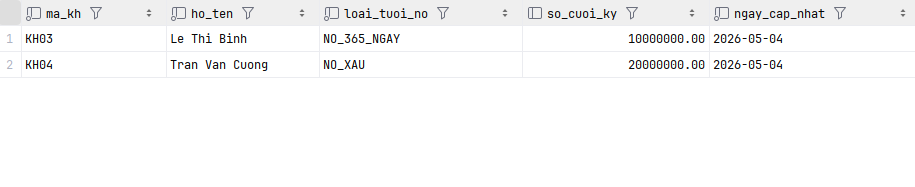 ma_kh ho_ten loai_tuoi_no so_cuoi_ky ngay_cap_nhat
1 KH03 Le Thi Binh NO_365_NGAY 10000000.00 2026-05-04
2 KH04 Tran Van Cuong NO_XAU 20000000.00 2026-05-04